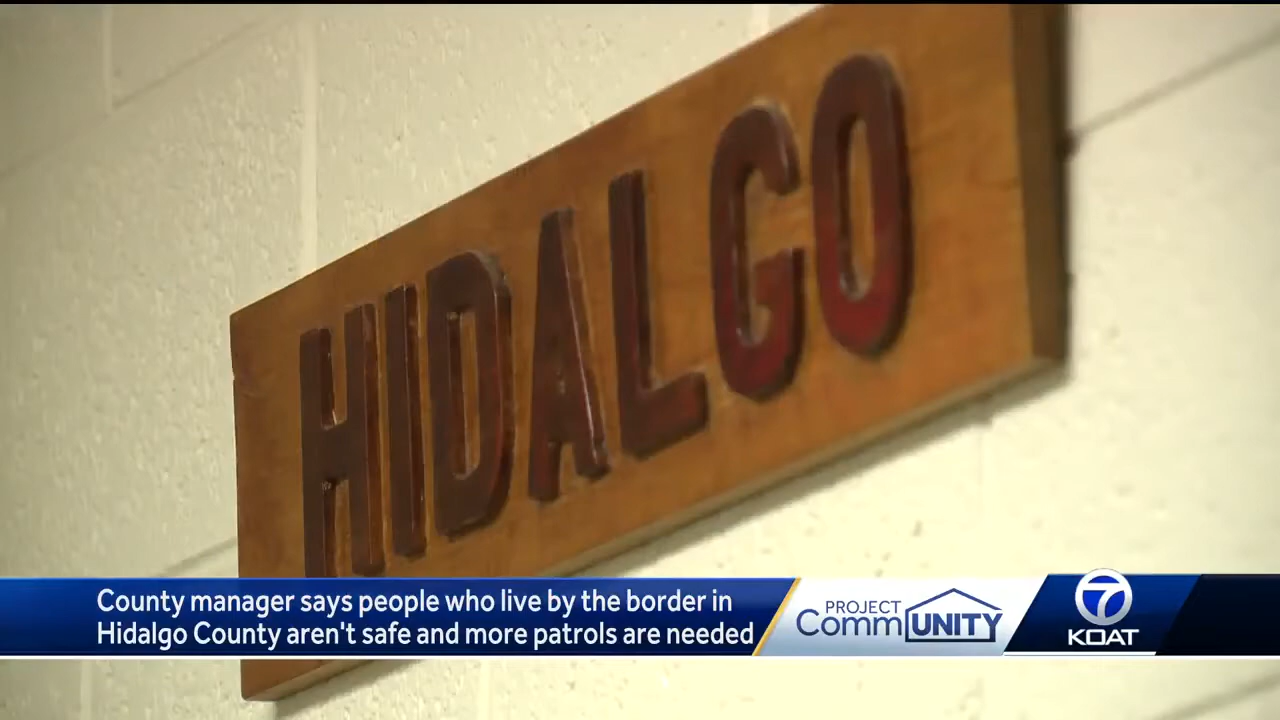 HIDALGO
County manager says people who live by the border in
Hidalgo County aren't safe and more patrols are needed
PROJECT
CommUNITY
7
KOAT